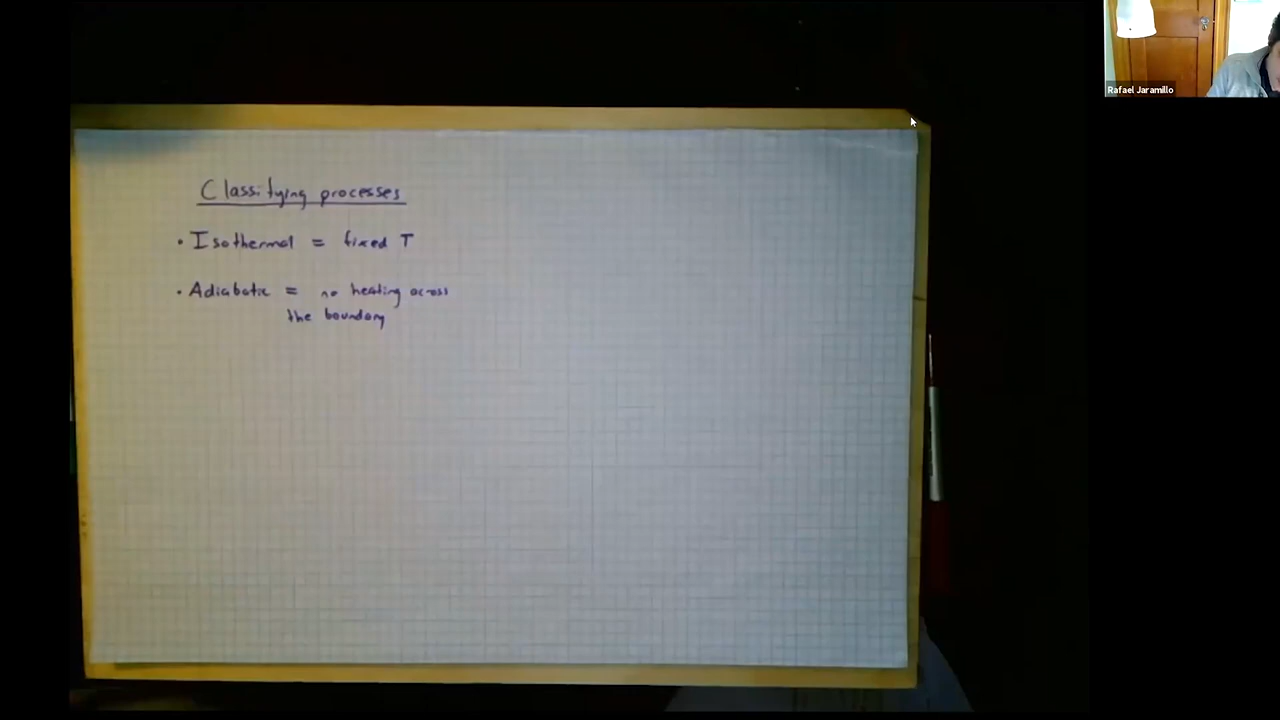 Rafael Jaramillo
Classifying processes
• Isothermal = fixed T
• Adiabatic = no heating across
the boundary